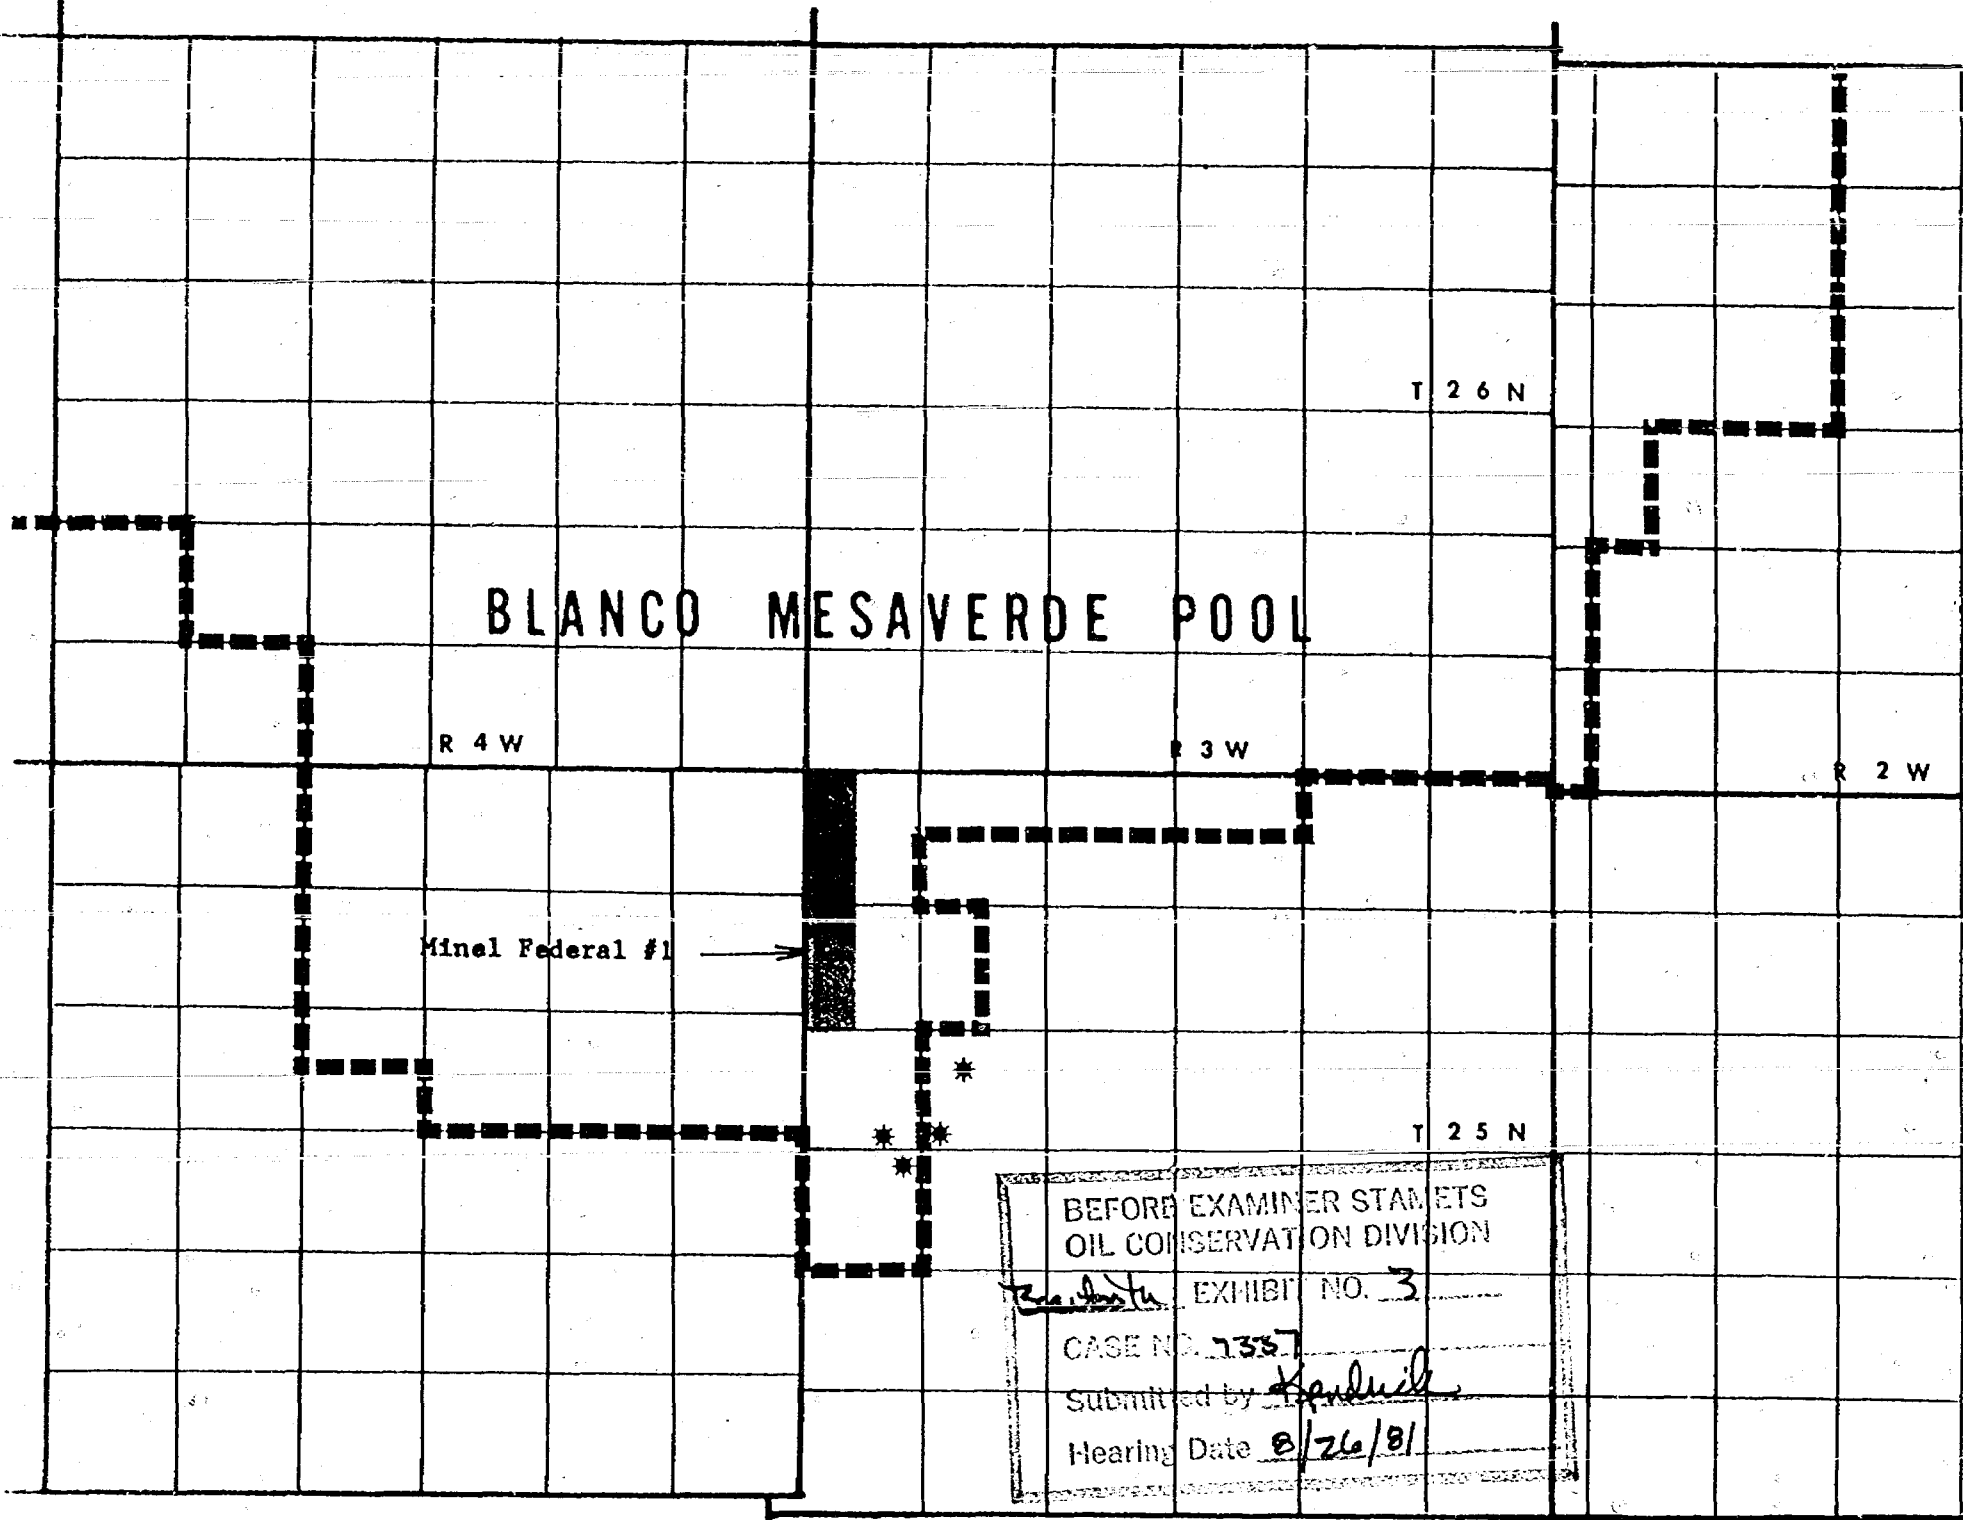 T 26 N
BLANCO MESAVERDE POOL
R 4 W
R 3 W
R 2 W
Minel Federal #1
T 25 N
BEFORE EXAMINER STAMETS
OIL CONSERVATION DIVISION
EXHIBIT NO. 3
CASE NO. 7337
Submitted by Kendrick
Hearing Date 8/26/81